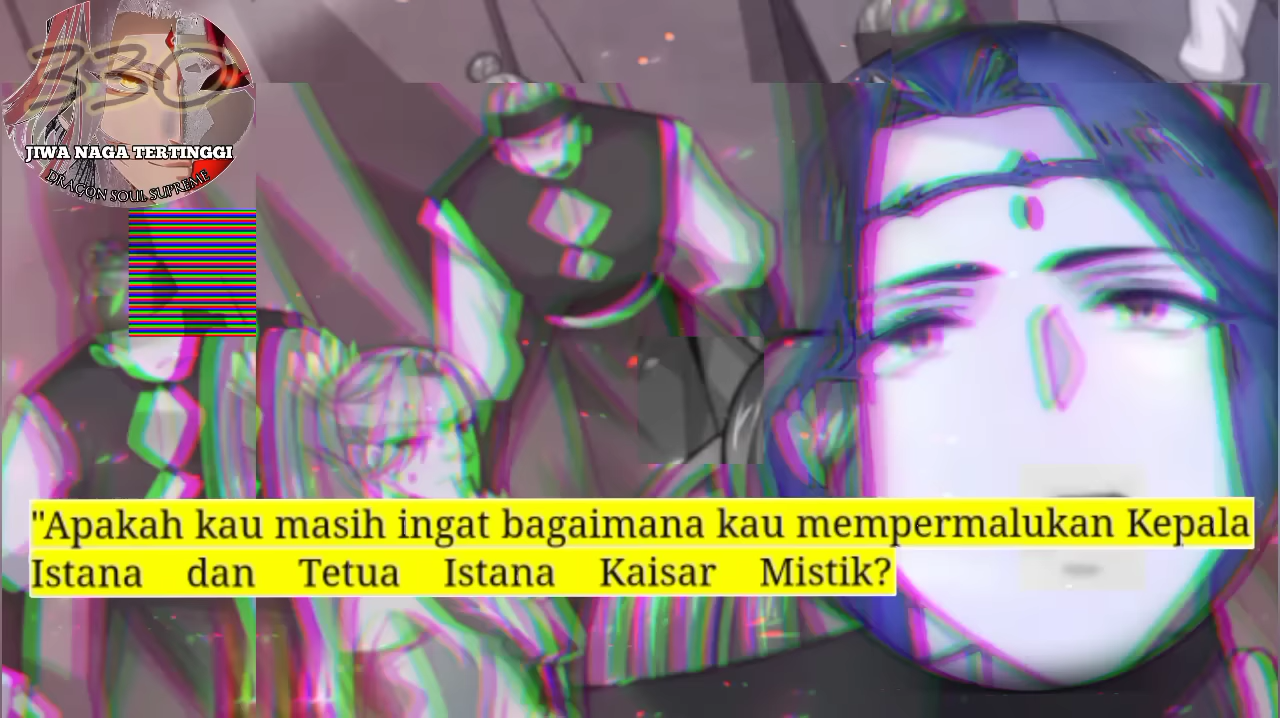 330
JIWA NAGA TERTINGGI
DRAGON SOUL SUPREME
"Apakah kau masih ingat bagaimana kau mempermalukan Kepala
Istana dan Tetua Istana Kaisar Mistik?